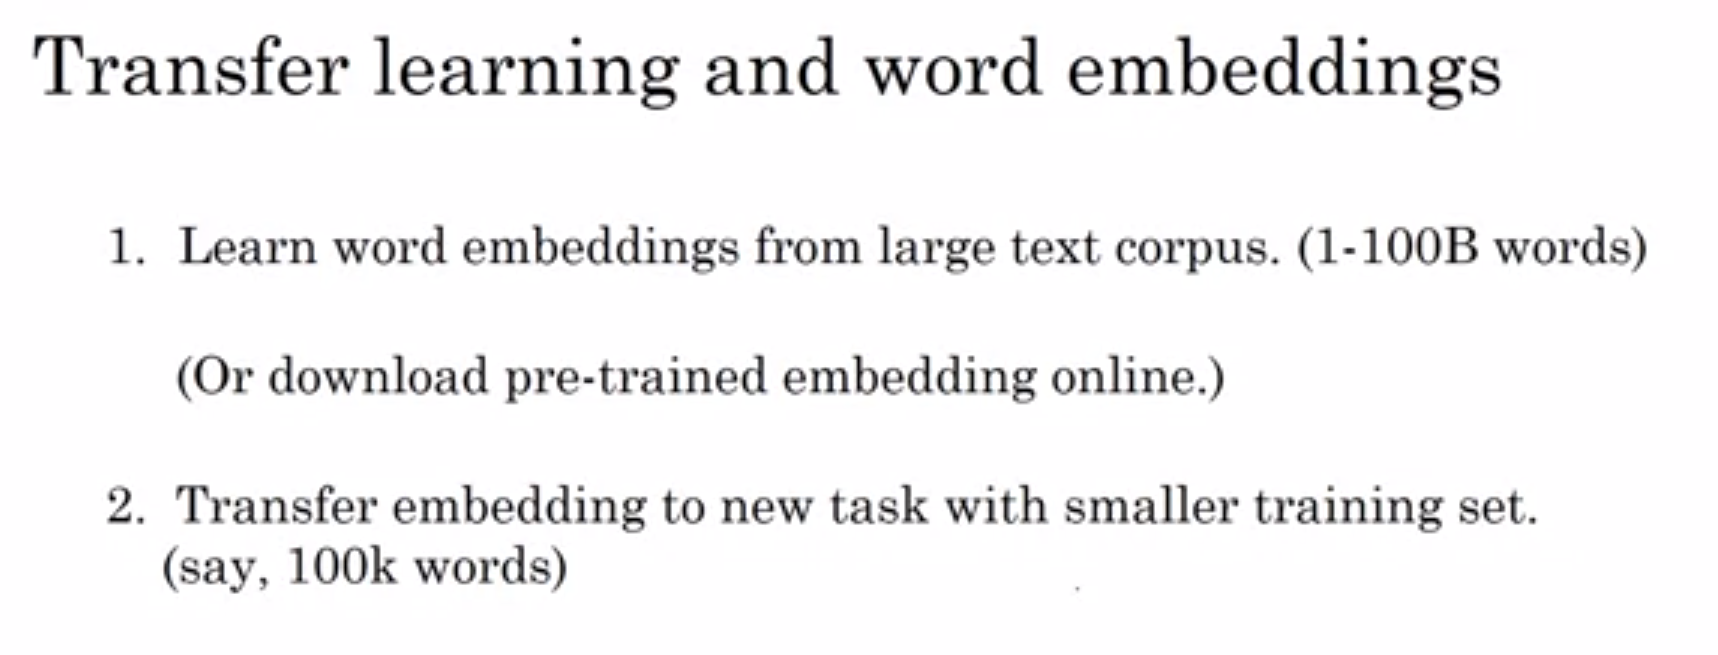 Transfer learning and word embeddings
1. Learn word embeddings from large text corpus. (1-100B words)
(Or download pre-trained embedding online.)
2. Transfer embedding to new task with smaller training set.
(say, 100k words)